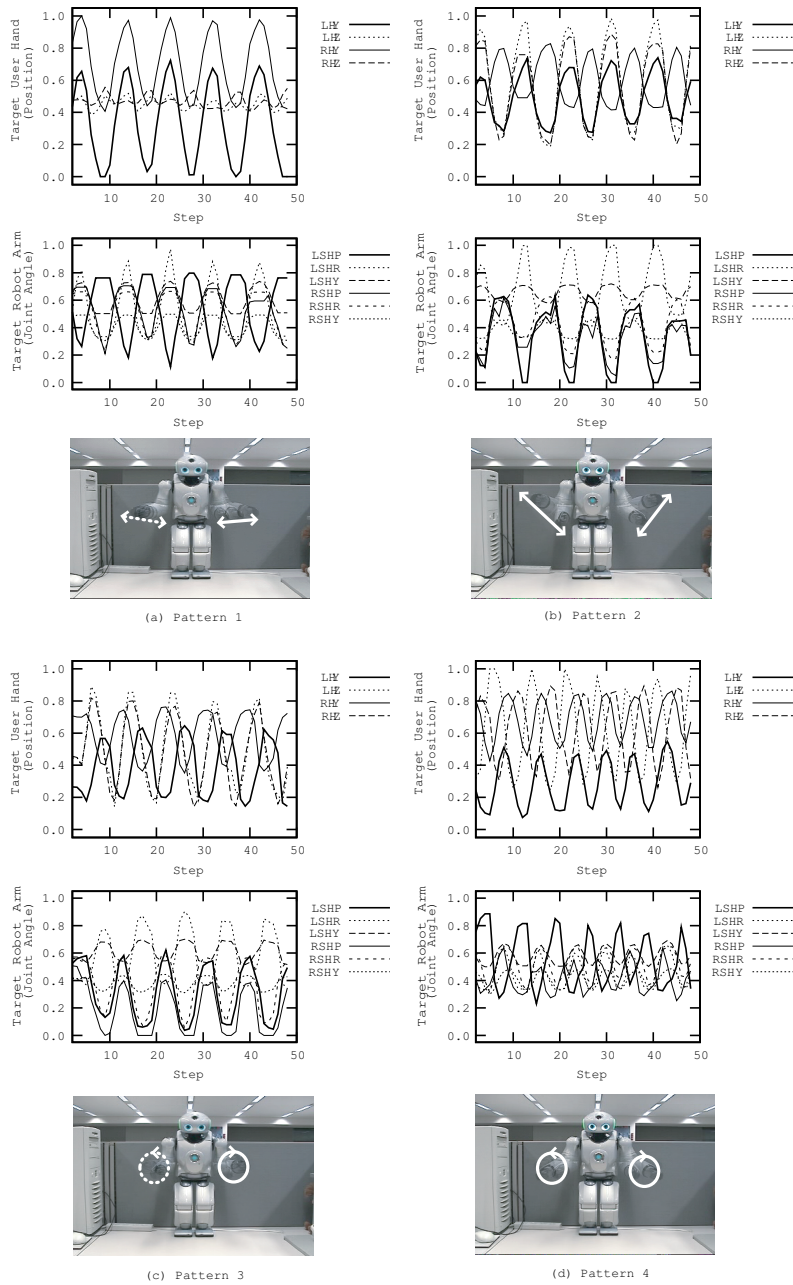 Target User Hand
(Position)
1.0
0.8
0.6
0.4
0.2
0.0
10 20 30 40 50
Step
LHY
LHZ
RHY
RHZ
Target User Hand
(Position)
1.0
0.8
0.6
0.4
0.2
0.0
10 20 30 40 50
Step
LHY
LHZ
RHY
RHZ
Target Robot Arm
(Joint Angle)
1.0
0.8
0.6
0.4
0.2
0.0
10 20 30 40 50
Step
LSHP
LSHR
LSHY
RSHP
RSHR
RSHY
Target Robot Arm
(Joint Angle)
1.0
0.8
0.6
0.4
0.2
0.0
10 20 30 40 50
Step
LSHP
LSHR
LSHY
RSHP
RSHR
RSHY
(a) Pattern 1
(b) Pattern 2
Target User Hand
(Position)
1.0
0.8
0.6
0.4
0.2
0.0
10 20 30 40 50
Step
LHY
LHZ
RHY
RHZ
Target User Hand
(Position)
1.0
0.8
0.6
0.4
0.2
0.0
10 20 30 40 50
Step
LHY
LHZ
RHY
RHZ
Target Robot Arm
(Joint Angle)
1.0
0.8
0.6
0.4
0.2
0.0
10 20 30 40 50
Step
LSHP
LSHR
LSHY
RSHP
RSHR
RSHY
Target Robot Arm
(Joint Angle)
1.0
0.8
0.6
0.4
0.2
0.0
10 20 30 40 50
Step
LSHP
LSHR
LSHY
RSHP
RSHR
RSHY
(c) Pattern 3
(d) Pattern 4